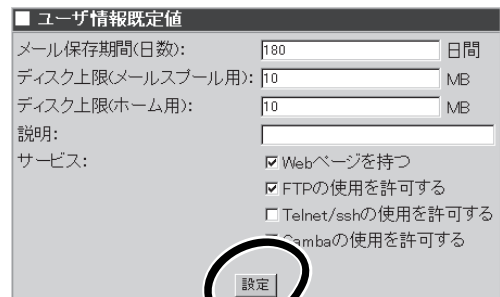 ■ ユーザ情報既定値
メール保存期間(日数): 180 日間
ディスク上限(メールスプール用): 10 MB
ディスク上限(ホーム用): 10 MB
説明:
サービス: Webページを持つ
FTPの使用を許可する
Telnet/sshの使用を許可する
Sambaの使用を許可する
設定